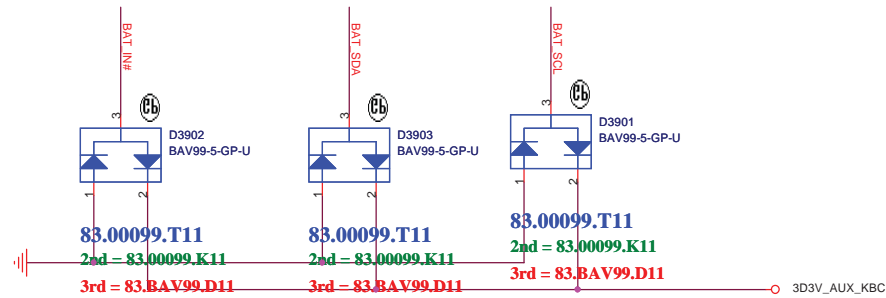 BAT_IN#
BAT_SDA
BAT_SCL
3
D3902
BAV99-5-GP-U
1
2
83.00099.T11
2nd = 83.00099.K11
3rd = 83.BAV99.D11
3
D3903
BAV99-5-GP-U
1
2
83.00099.T11
2nd = 83.00099.K11
3rd = 83.BAV99.D11
3
D3901
BAV99-5-GP-U
1
2
83.00099.T11
2nd = 83.00099.K11
3rd = 83.BAV99.D11
3D3V_AUX_KBC